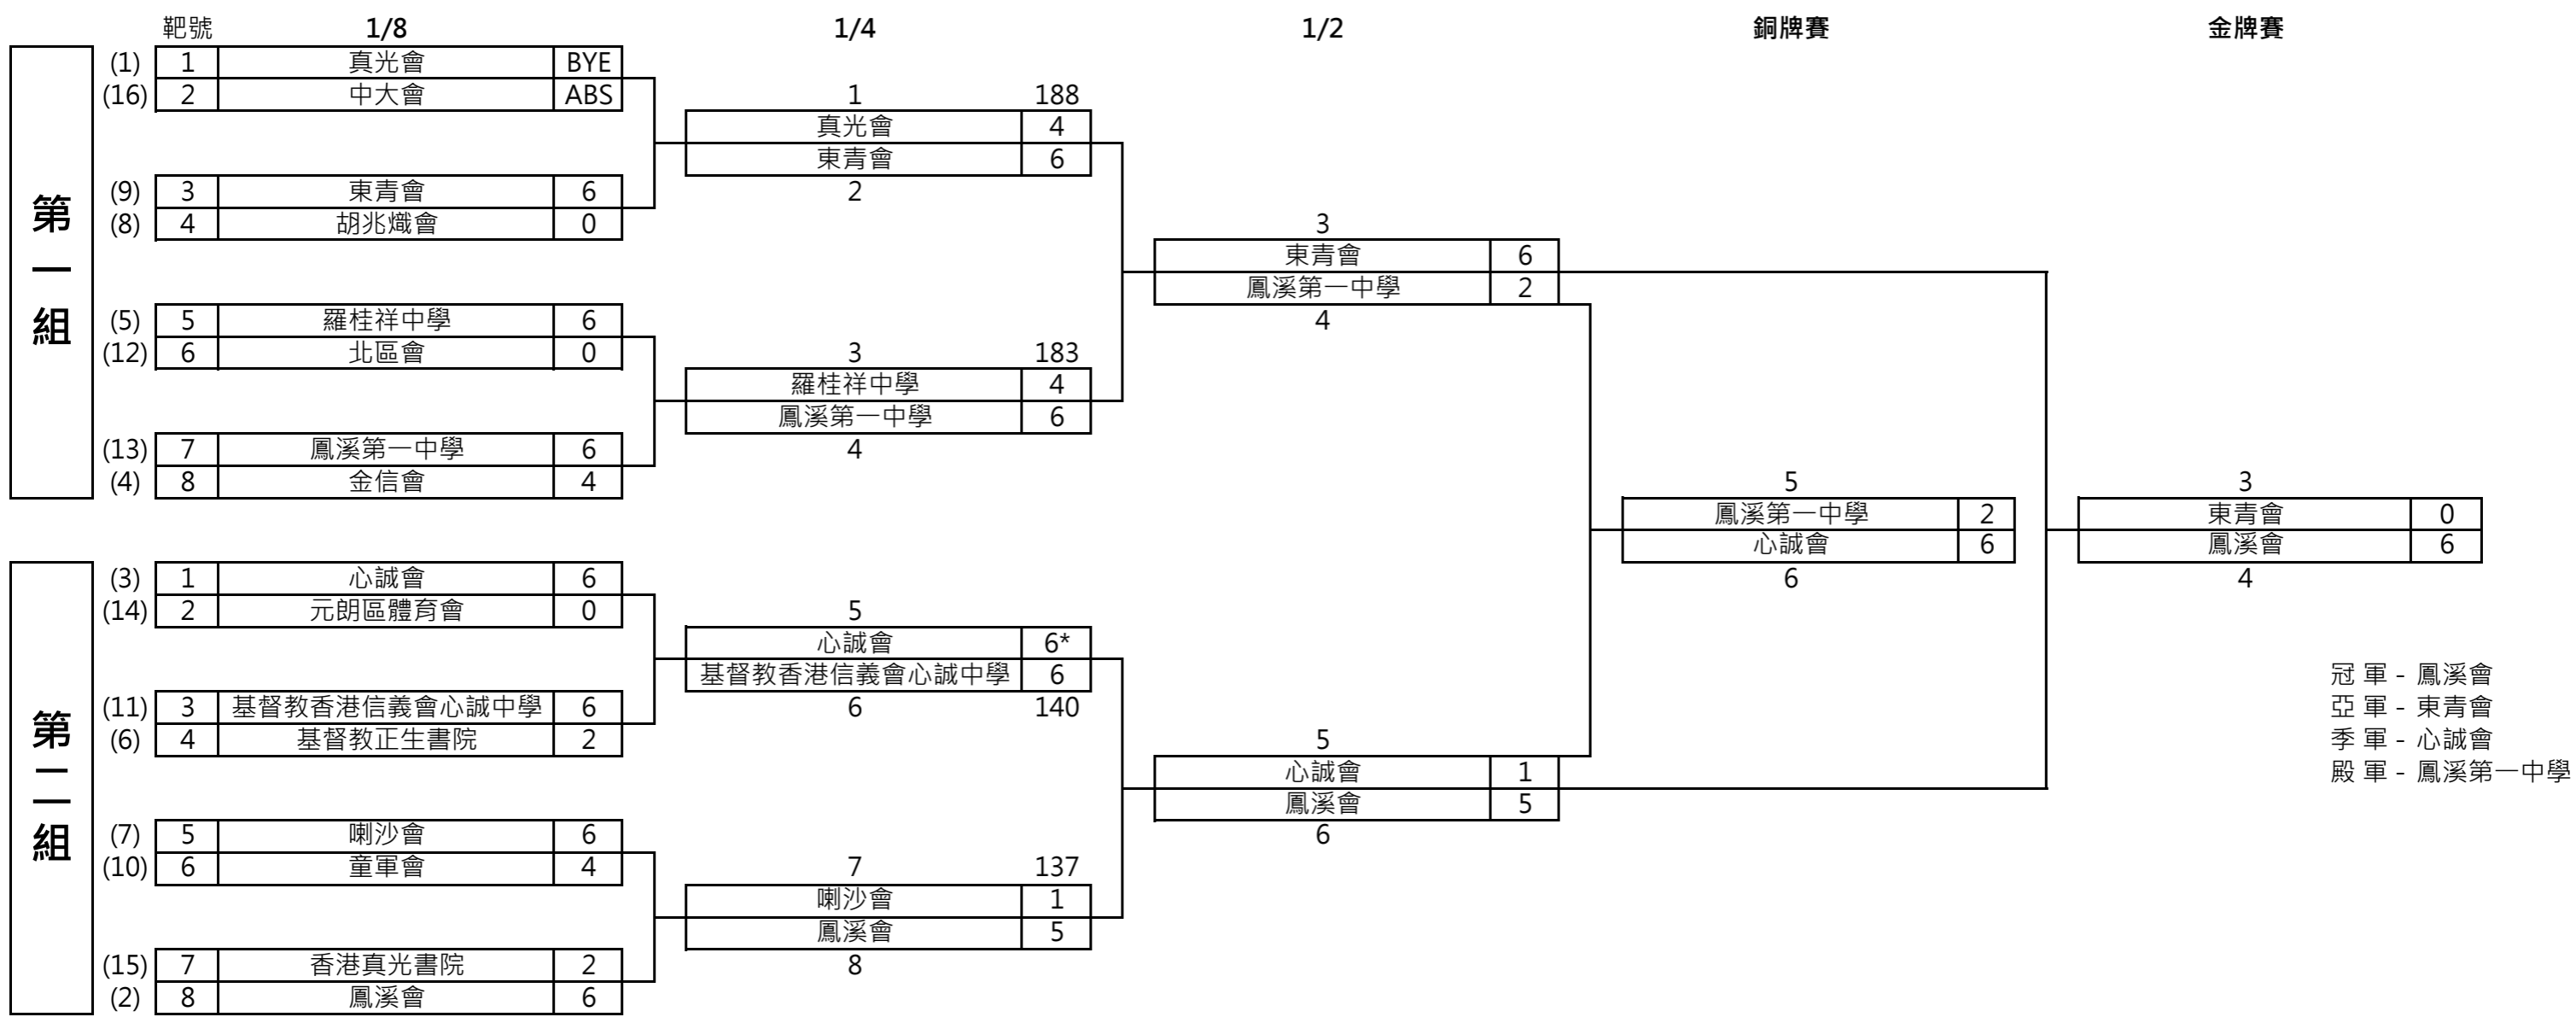 靶號 1/8 1/4 1/2 銅牌賽 金牌賽
第一組
(1) 1 真光會 BYE
(16) 2 中大會 ABS
(9) 3 東青會 6
(8) 4 胡兆熾會 0
(5) 5 羅桂祥中學 6
(12) 6 北區會 0
(13) 7 鳳溪第一中學 6
(4) 8 金信會 4
第二組
(3) 1 心誠會 6
(14) 2 元朗區體育會 0
(11) 3 基督教香港信義會心誠中學 6
(6) 4 基督教正生書院 2
(7) 5 喇沙會 6
(10) 6 童軍會 4
(15) 7 香港真光書院 2
(2) 8 鳳溪會 6
1 188
真光會 4
東青會 6
2
3 183
羅桂祥中學 4
鳳溪第一中學 6
4
5
心誠會 6*
基督教香港信義會心誠中學 6
6 140
7 137
喇沙會 1
鳳溪會 5
8
3
東青會 6
鳳溪第一中學 2
4
5
心誠會 1
鳳溪會 5
6
5
鳳溪第一中學 2
心誠會 6
6
3
東青會 0
鳳溪會 6
4
冠 軍 - 鳳溪會
亞 軍 - 東青會
季 軍 - 心誠會
殿 軍 - 鳳溪第一中學